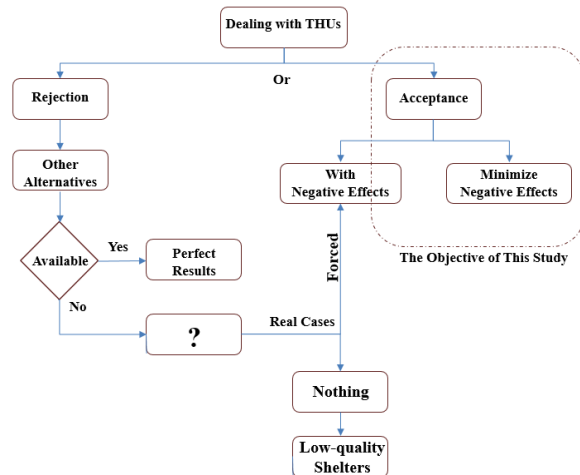 Dealing with THUs
Or
Rejection
Acceptance
Other
Alternatives
With
Negative Effects
Minimize
Negative Effects
Available
Yes
Perfect
Results
Forced
The Objective of This Study
No
?
Real Cases
Nothing
Low-quality
Shelters